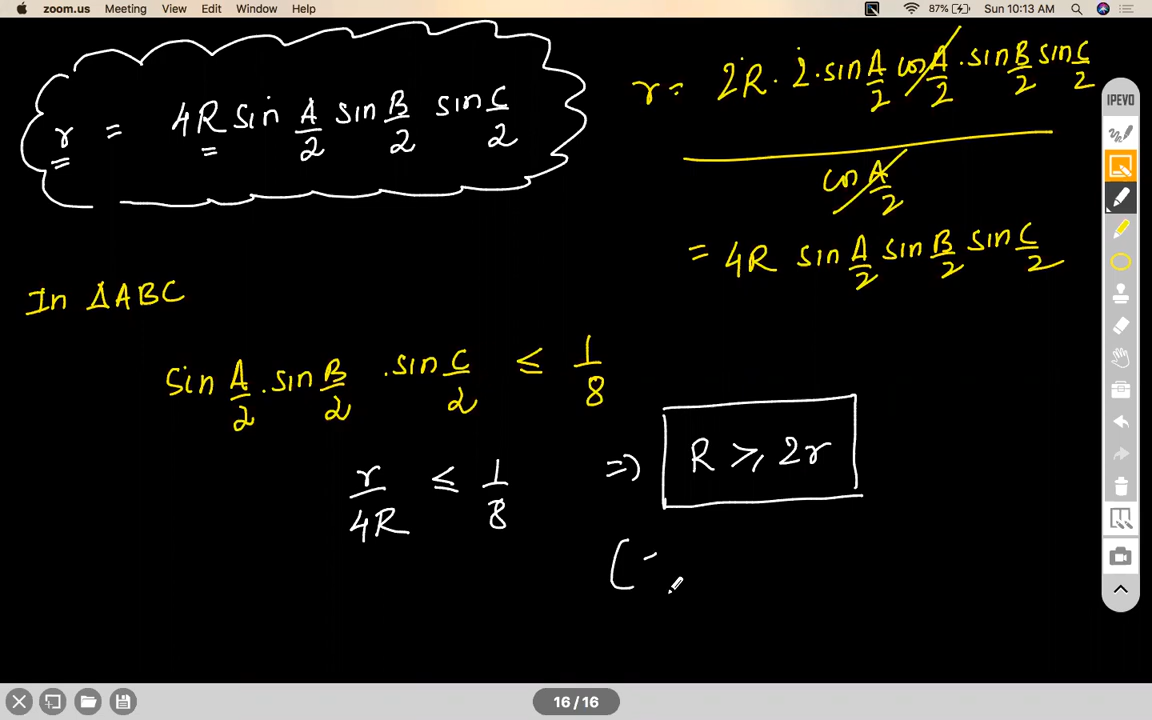 zoom.us Meeting View Edit Window Help 87% Sun 10:13 AM
r = 4R sin A/2 sin B/2 sin C/2
r = 2R · 2 · sin A/2 cos A/2 · sin B/2 sin C/2
cos A/2
= 4R sin A/2 sin B/2 sin C/2
IPEVO
In ΔABC
sin A/2 . sin B/2 . sin C/2 ≤ 1/8
r/4R ≤ 1/8 => R ⩾ 2r
(
16 / 16